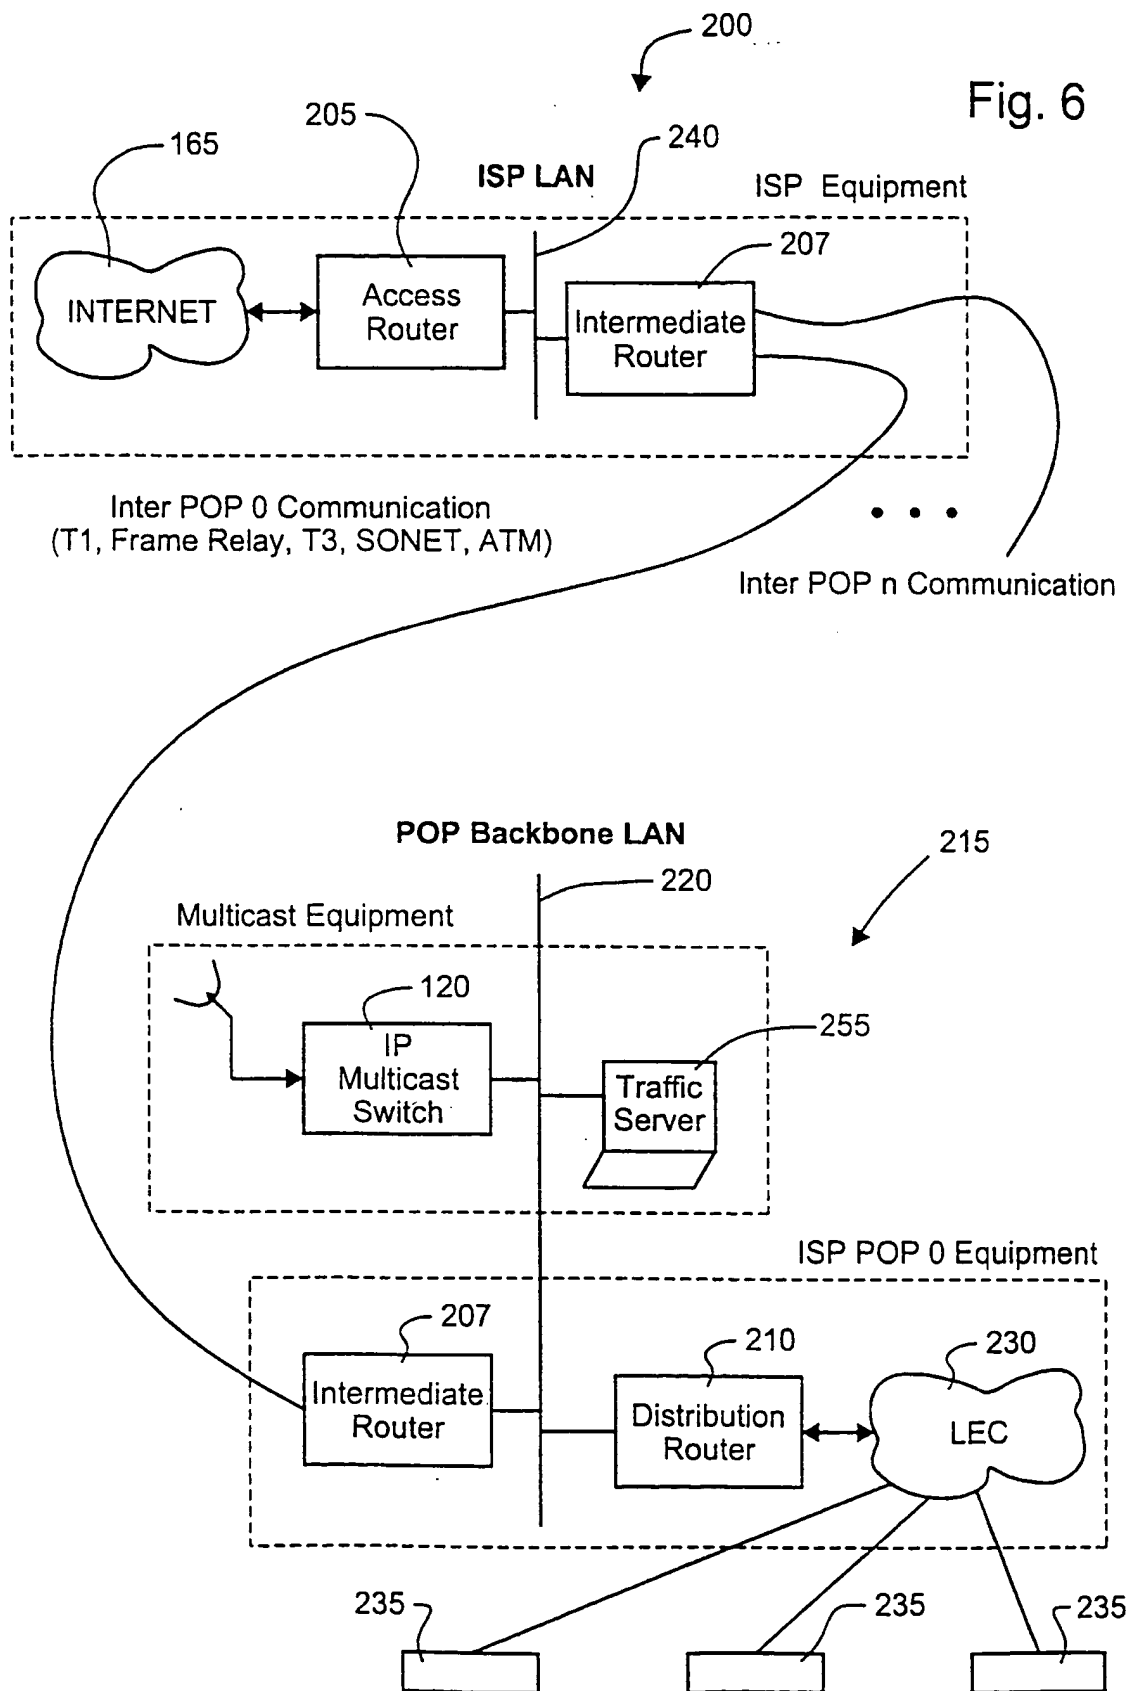 200
Fig. 6
205
165
240
ISP LAN
ISP Equipment
207
INTERNET
Access
Router
Intermediate
Router
Inter POP 0 Communication
(T1, Frame Relay, T3, SONET, ATM)
• • •
Inter POP n Communication
POP Backbone LAN
215
220
Multicast Equipment
120
255
IP
Multicast
Switch
Traffic
Server
ISP POP 0 Equipment
207
210
230
Intermediate
Router
Distribution
Router
LEC
235
235
235